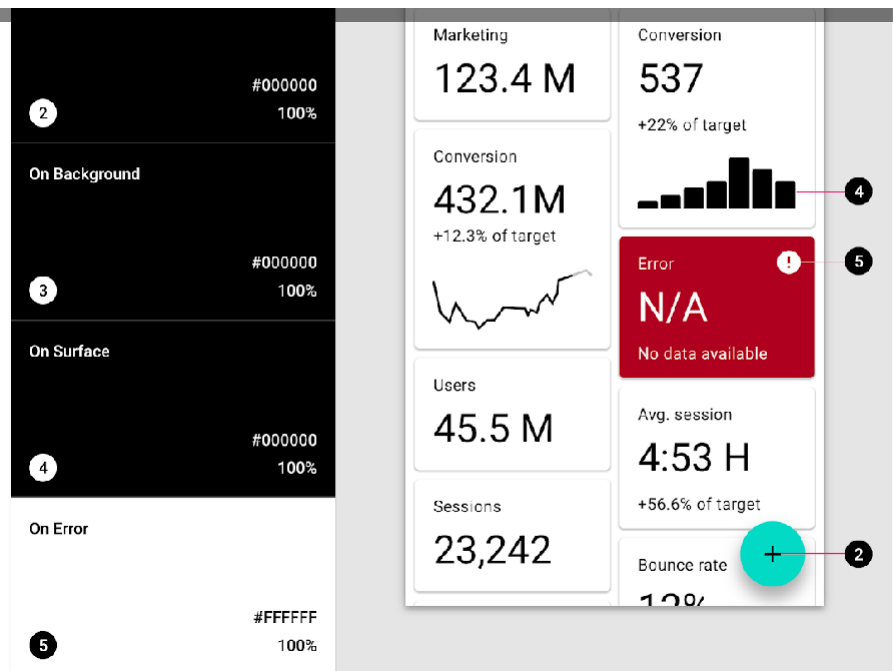 #000000
2
100%
On Background
#000000
3
100%
On Surface
#000000
4
100%
On Error
#FFFFFF
5
100%
Marketing
123.4 M
Conversion
432.1M
+12.3% of target
Users
45.5 M
Sessions
23,242
Conversion
537
+22% of target
4
Error
!
5
N/A
No data available
Avg. session
4:53 H
+56.6% of target
Bounce rate
+
2
12%